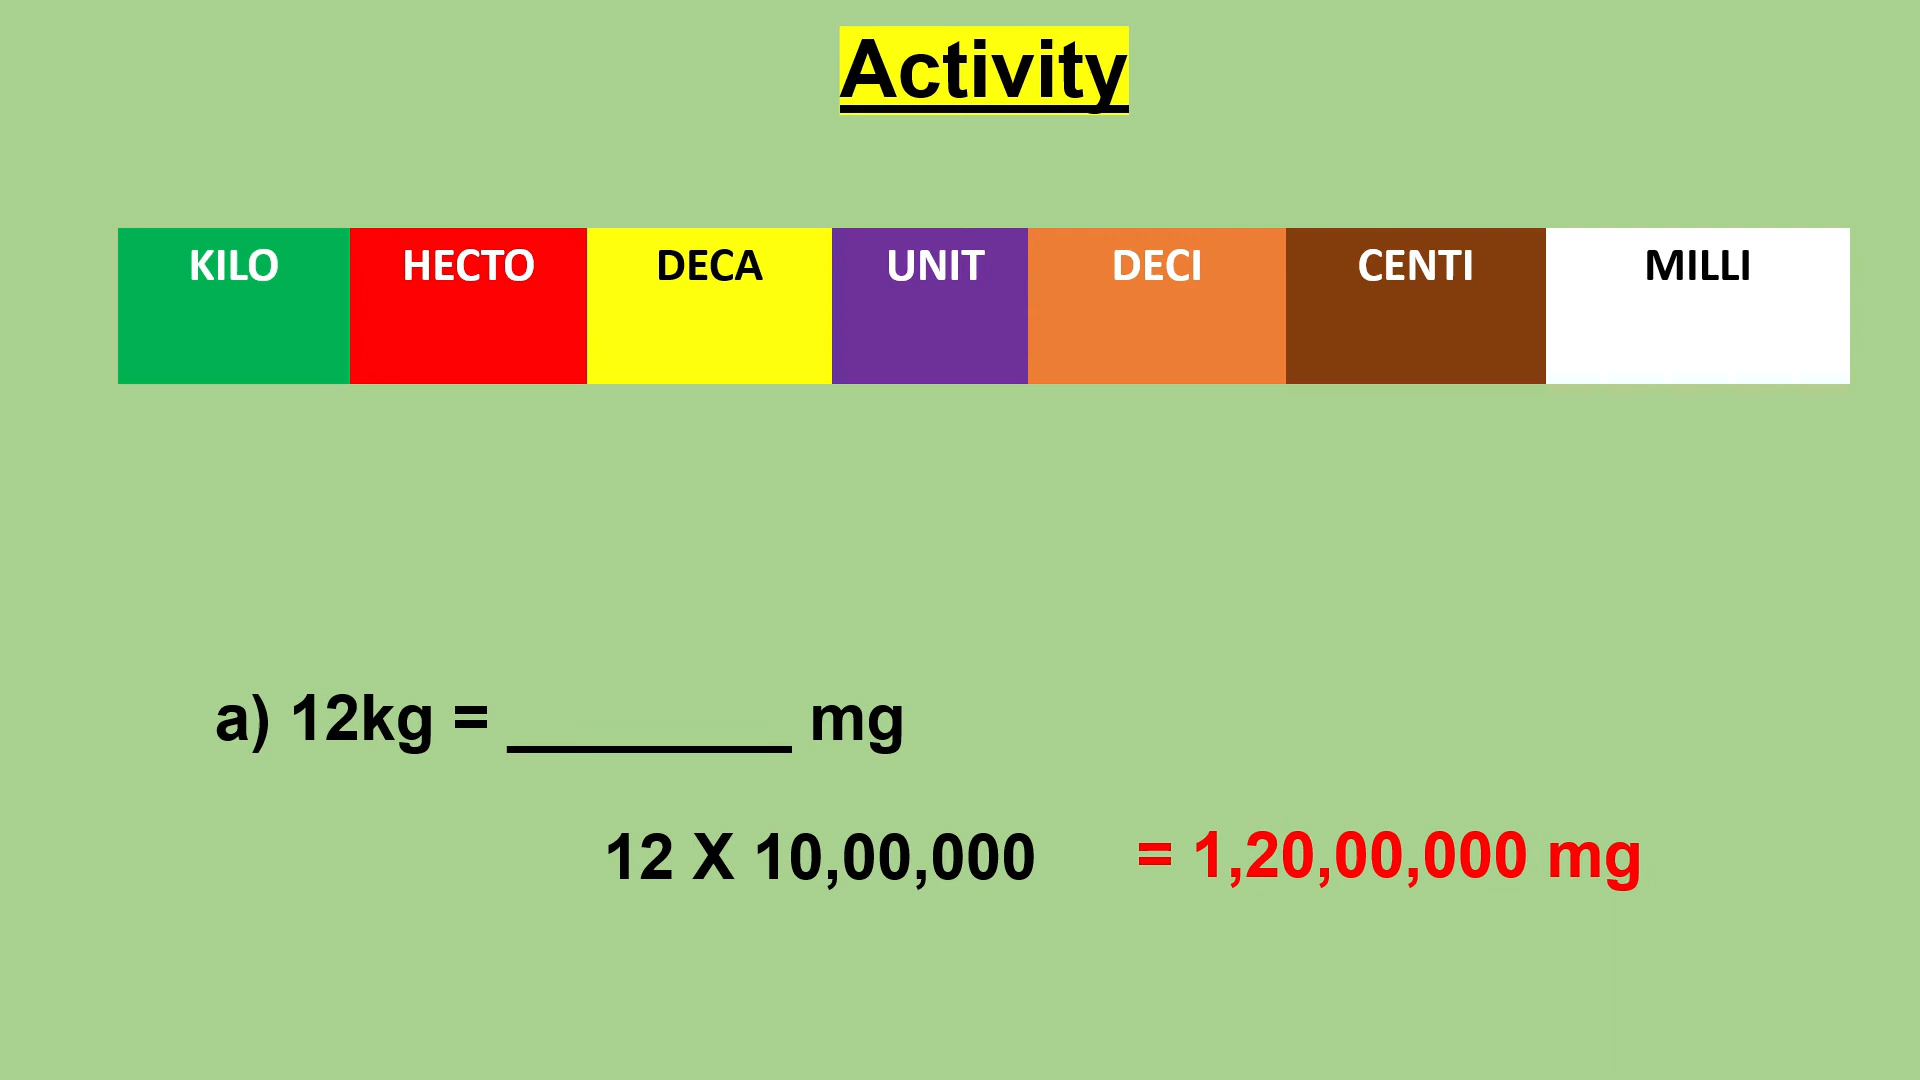 Activity
KILO HECTO DECA UNIT DECI CENTI MILLI
a) 12kg = ________ mg
12 X 10,00,000 = 1,20,00,000 mg